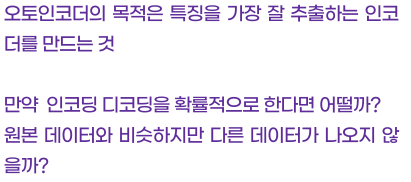 오토인코더의 목적은 특징을 가장 잘 추출하는 인코
더를 만드는 것
만약  인코딩 디코딩을 확률적으로 한다면 어떨까?
원본 데이터와 비슷하지만 다른 데이터가 나오지 않
을까?